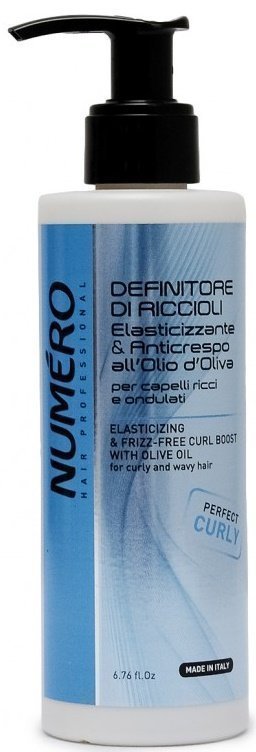 NUMÉRO
HAIR PROFESSIONAL
DEFINITORE
DI RICCIOLI
Elasticizzante
& Anticrespo
all'Olio d'Oliva
per capelli ricci
e ondulati
ELASTICIZING
& FRIZZ-FREE CURL BOOST
WITH OLIVE OIL
for curly and wavy hair
PERFECT
CURLY
MADE IN ITALY
6.76 fl.Oz